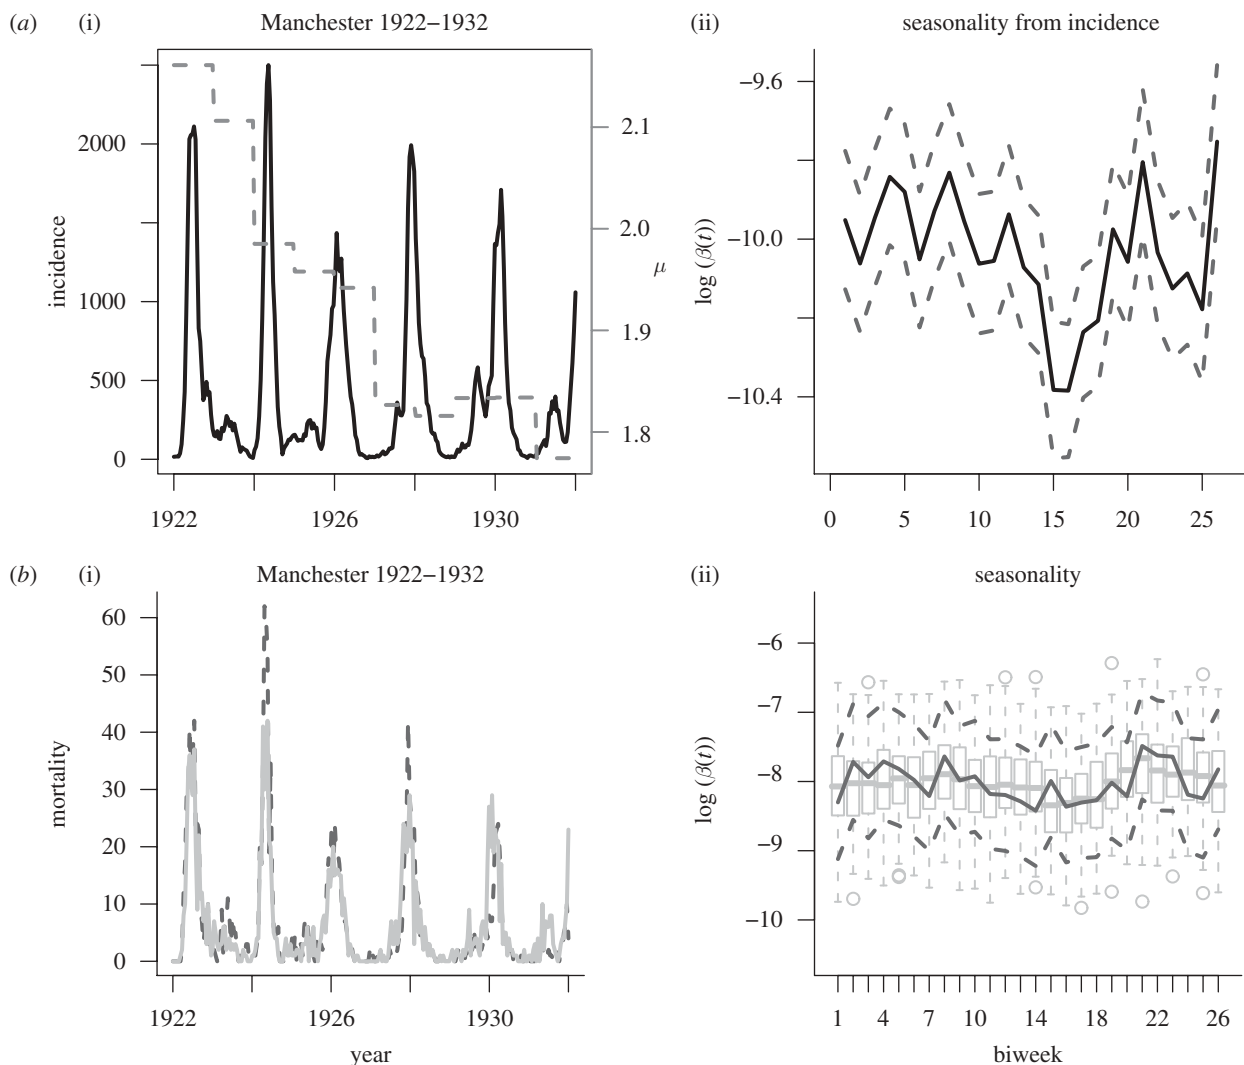 (a) (i) Manchester 1922–1932
incidence
2000
1000
500
0
2.1
2.0
1.9
1.8
μ
1922 1926 1930
(ii) seasonality from incidence
log (β(t))
−9.6
−10.0
−10.4
0 5 10 15 20 25
(b) (i) Manchester 1922–1932
mortality
60
50
40
30
20
10
0
1922 1926 1930
year
(ii) seasonality
log (β(t))
−6
−7
−8
−9
−10
1 4 7 10 14 18 22 26
biweek